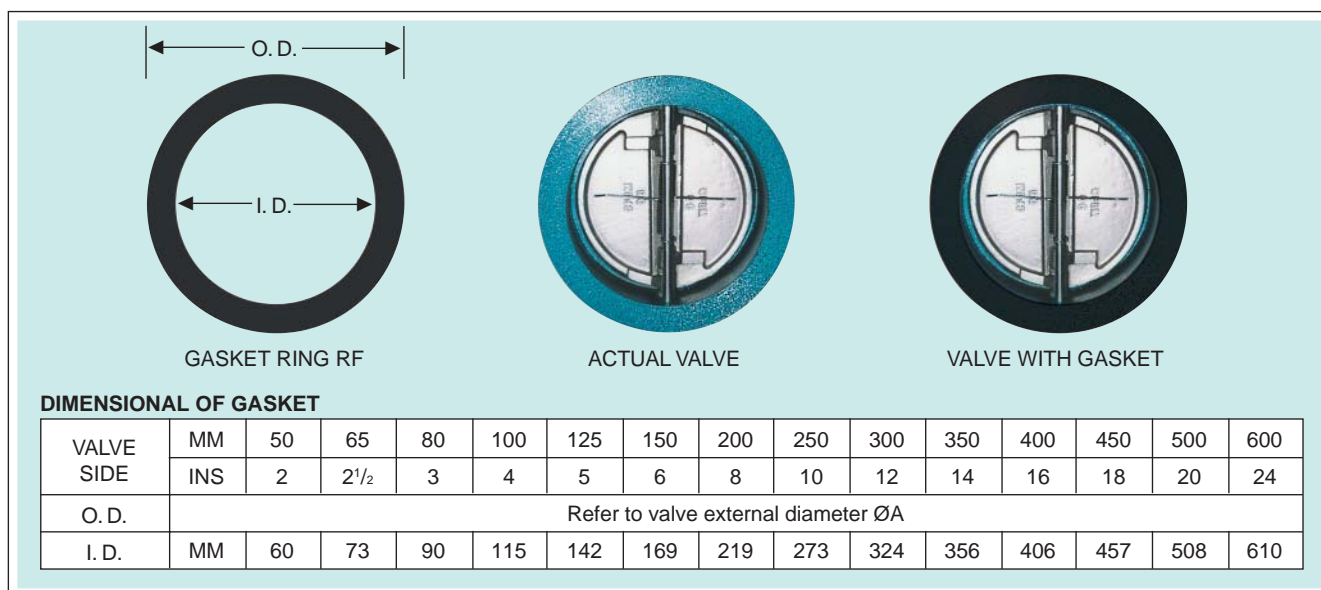 O. D.
I. D.
GASKET RING RF
ACTUAL VALVE
VALVE WITH GASKET
DIMENSIONAL OF GASKET
VALVE SIDE MM 50 65 80 100 125 150 200 250 300 350 400 450 500 600
INS 2 2 1/2 3 4 5 6 8 10 12 14 16 18 20 24
O. D. Refer to valve external diameter ØA
I. D. MM 60 73 90 115 142 169 219 273 324 356 406 457 508 610